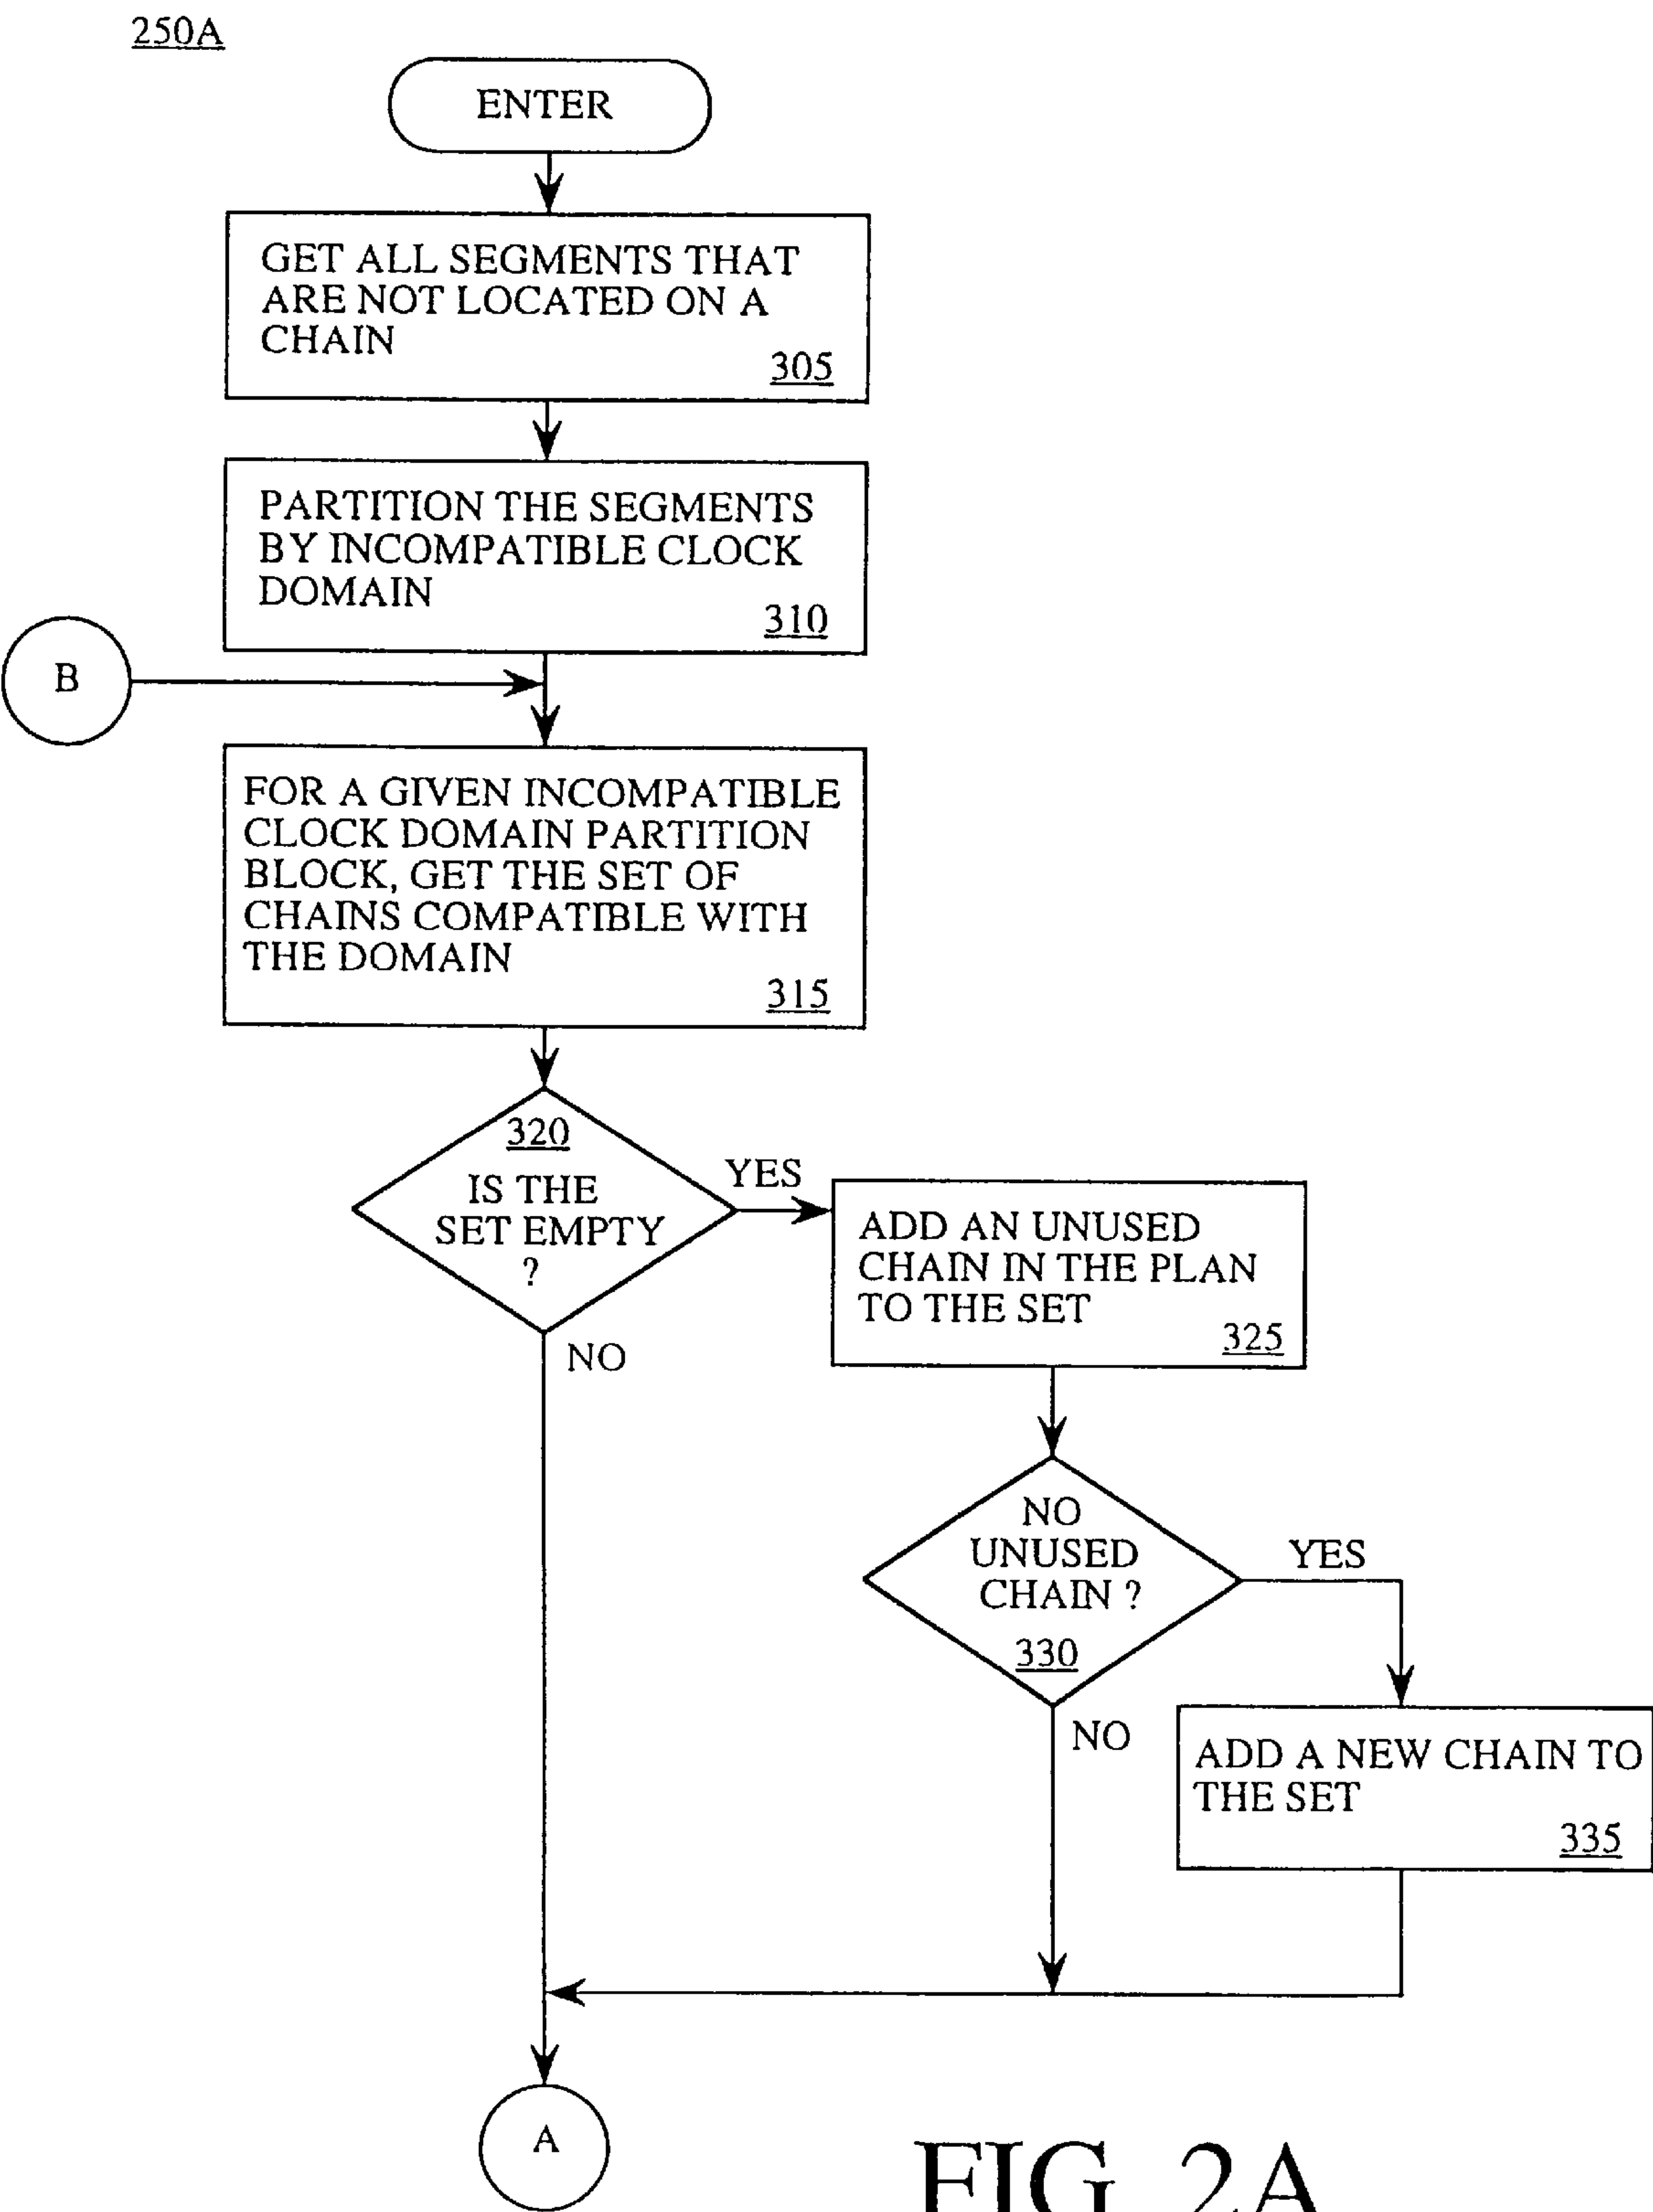 250A
ENTER
GET ALL SEGMENTS THAT
ARE NOT LOCATED ON A
CHAIN
305
PARTITION THE SEGMENTS
BY INCOMPATIBLE CLOCK
DOMAIN
310
B
FOR A GIVEN INCOMPATIBLE
CLOCK DOMAIN PARTITION
BLOCK, GET THE SET OF
CHAINS COMPATIBLE WITH
THE DOMAIN
315
320
IS THE
SET EMPTY
?
YES
NO
ADD AN UNUSED
CHAIN IN THE PLAN
TO THE SET
325
NO
UNUSED
CHAIN ?
330
YES
NO
ADD A NEW CHAIN TO
THE SET
335
A
FIG. 2A